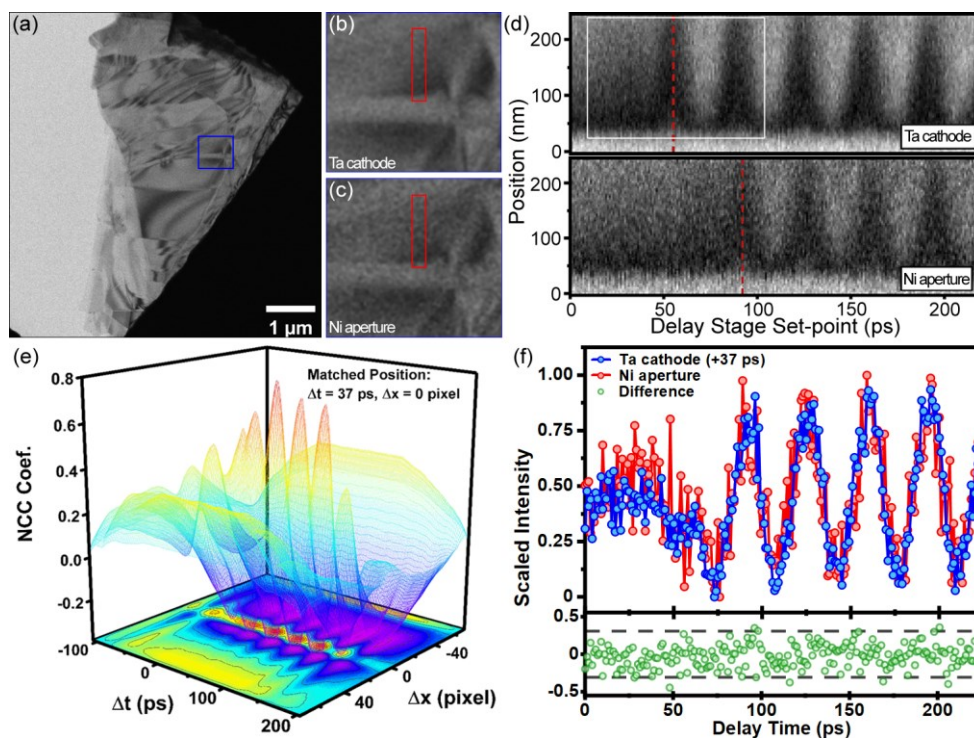 (a)
1 µm
(b)
Ta cathode
(c)
Ni aperture
(d)
Position (nm)
200
150
100
50
0
Ta cathode
200
150
100
50
0
Ni aperture
0 50 100 150 200
Delay Stage Set-point (ps)
(e)
Matched Position:
Δt = 37 ps, Δx = 0 pixel
NCC Coef.
0.8
0.6
0.4
0.2
0.0
-0.2
-100
0
100
200
Δt (ps)
-40
0
40
Δx (pixel)
(f)
Ta cathode (+37 ps)
Ni aperture
Difference
Scaled Intensity
1.00
0.75
0.50
0.25
0
0.5
0
-0.5
0 50 100 150 200
Delay Time (ps)